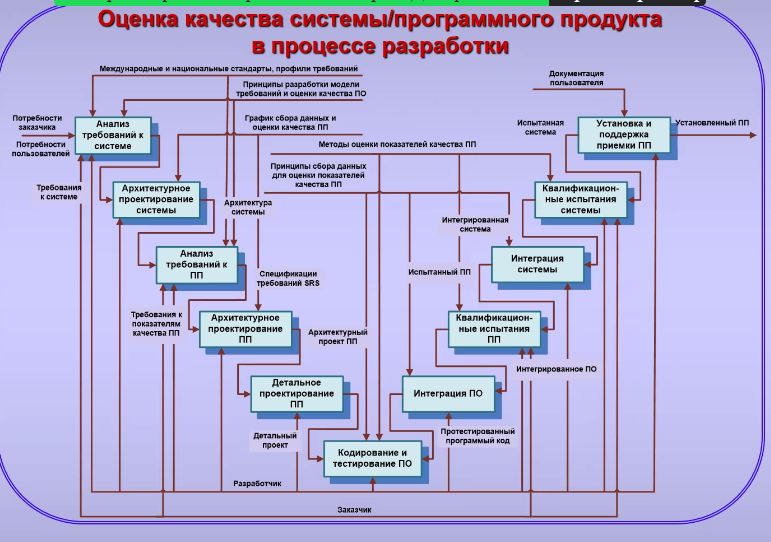 Оценка качества системы/программного продукта
в процессе разработки
Международные и национальные стандарты, профили требований
Принципы разработки модели
требований и оценки качества ПО
График сбора данных и
оценки качества ПП
Методы оценки показателей качества ПП
Принципы сбора данных
для оценки показателей
качества ПП
Документация
пользователя
Потребности
заказчика
Потребности
пользователей
Анализ
требований к
системе
Испытанная
система
Установка и
поддержка
приемки ПП
Установленный ПП
Требования
к системе
Архитектурное
проектирование
системы
Архитектура
системы
Квалификацион-
ные испытания
системы
Интегрированная
система
Анализ
требований к
ПП
Спецификации
требований SRS
Испытанный ПП
Интеграция
системы
Требования к
показателям
качества ПП
Архитектурное
проектирование
ПП
Архитектурный
проект ПП
Квалификацион-
ные испытания
ПП
Интегрированное ПО
Детальное
проектирование
ПП
Интеграция ПО
Детальный
проект
Протестированный
программый код
Кодирование и
тестирование ПО
Разработчик
Заказчик